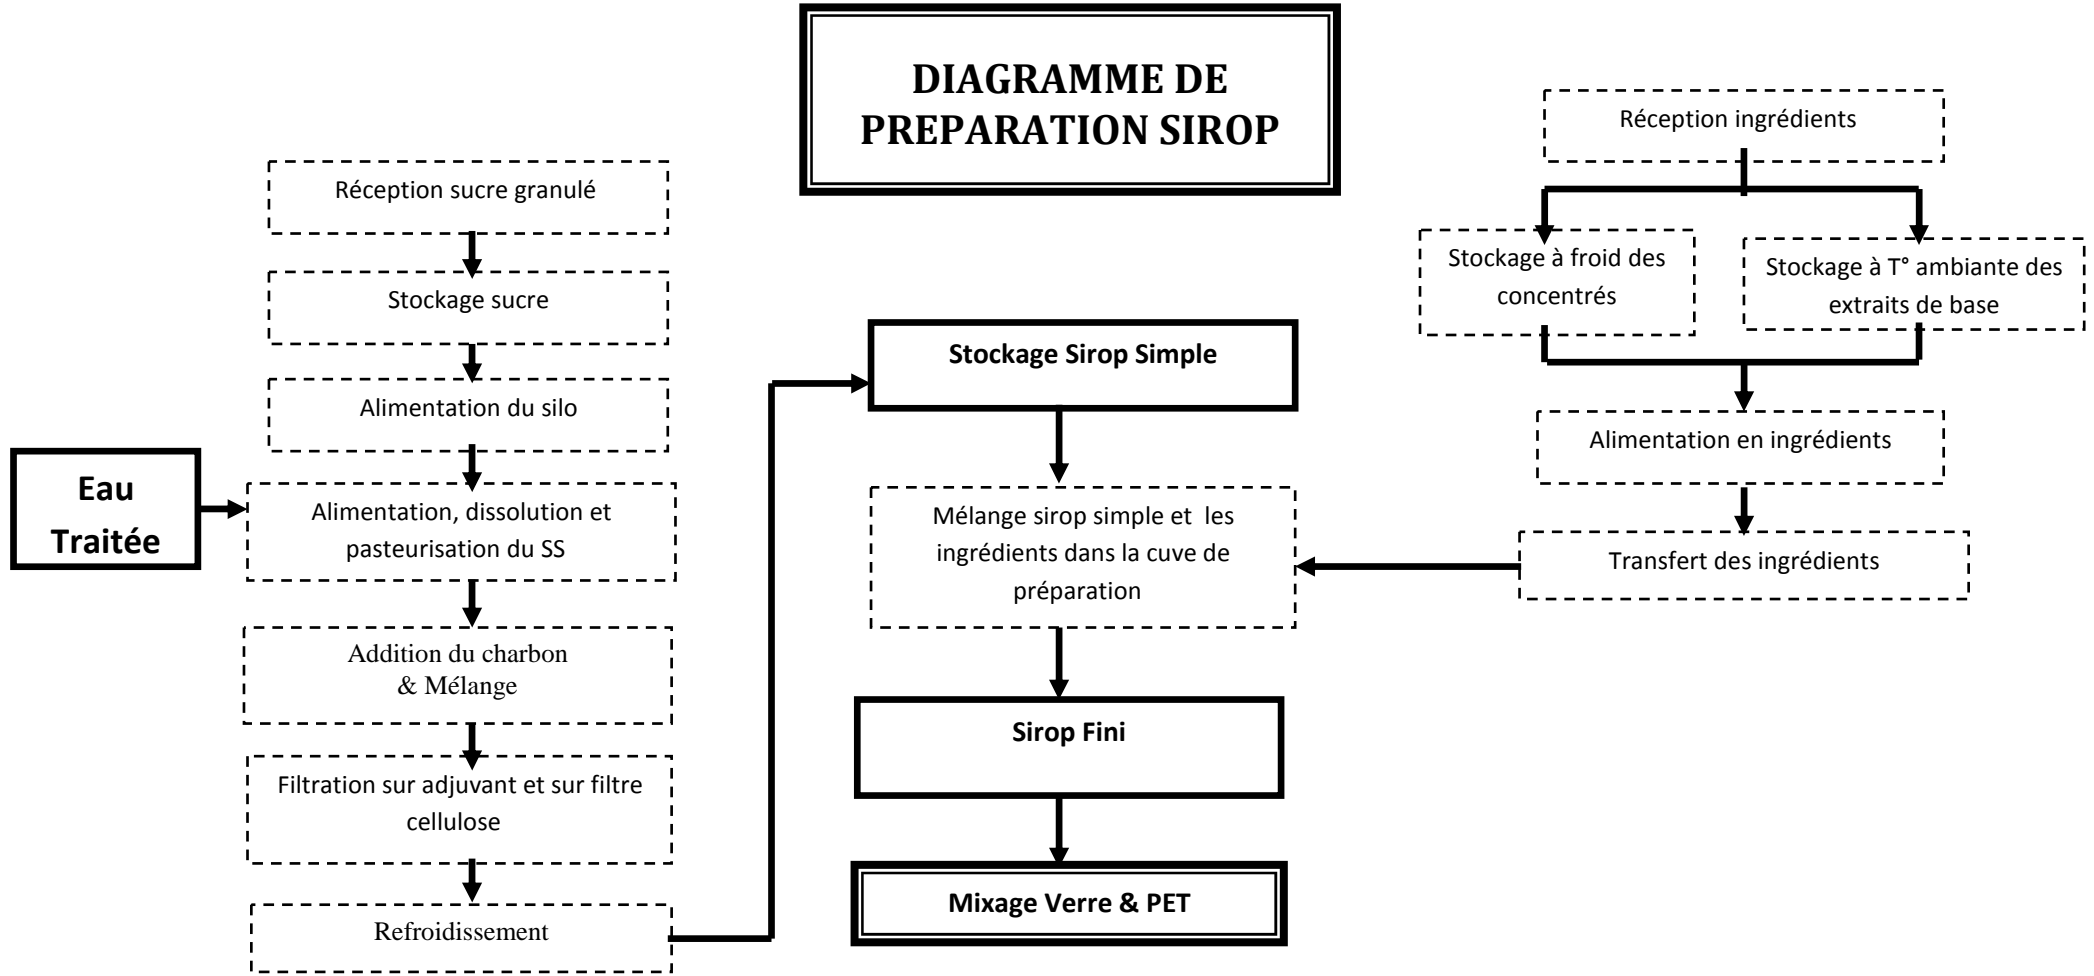 DIAGRAMME DE
PREPARATION SIROP
Réception sucre granulé
Stockage sucre
Alimentation du silo
Eau
Traitée
Alimentation, dissolution et
pasteurisation du SS
Addition du charbon
& Mélange
Filtration sur adjuvant et sur filtre
cellulose
Refroidissement
Stockage Sirop Simple
Mélange sirop simple et les
ingrédients dans la cuve de
préparation
Sirop Fini
Mixage Verre & PET
Réception ingrédients
Stockage à froid des
concentrés
Stockage à T° ambiante des
extraits de base
Alimentation en ingrédients
Transfert des ingrédients